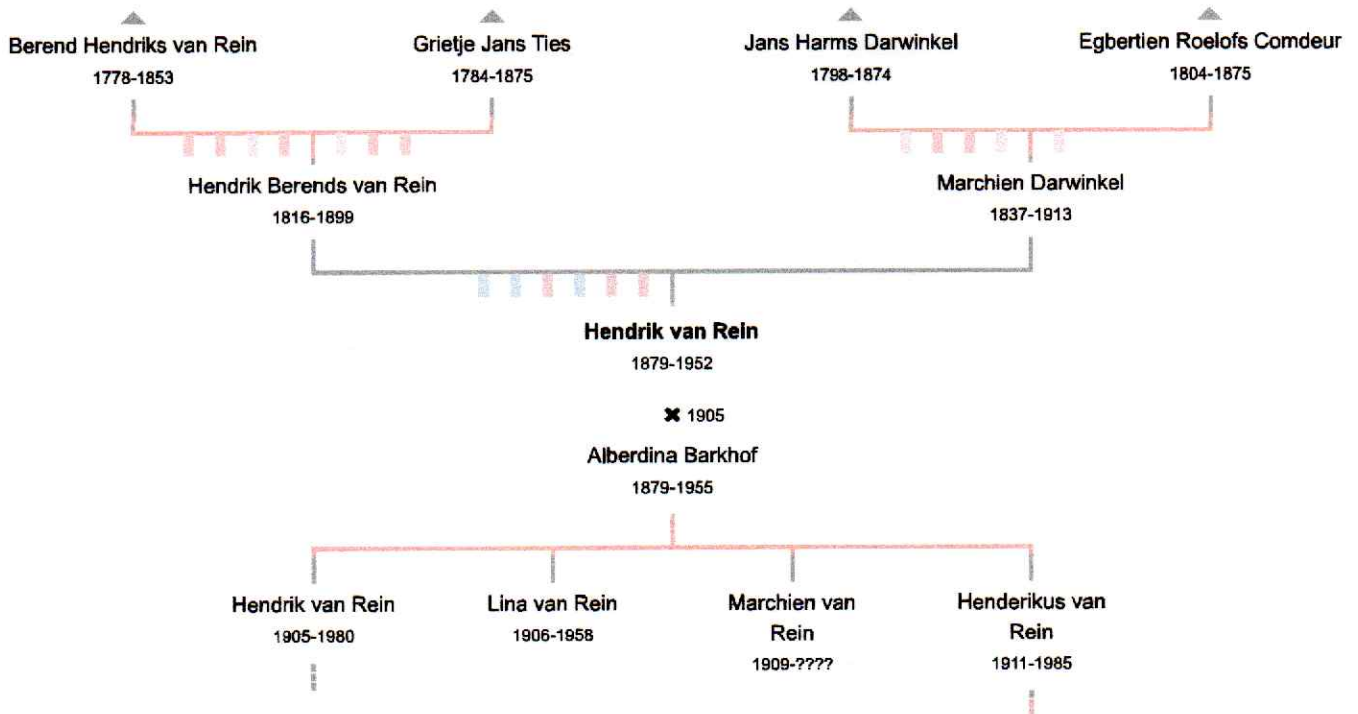 Berend Hendriks van Rein
1778-1853
Grietje Jans Ties
1784-1875
Jans Harms Darwinkel
1798-1874
Egbertien Roelofs Comdeur
1804-1875
Hendrik Berends van Rein
1816-1899
Marchien Darwinkel
1837-1913
Hendrik van Rein
1879-1952
✖ 1905
Alberdina Barkhof
1879-1955
Hendrik van Rein
1905-1980
Lina van Rein
1906-1958
Marchien van
Rein
1909-????
Henderikus van
Rein
1911-1985